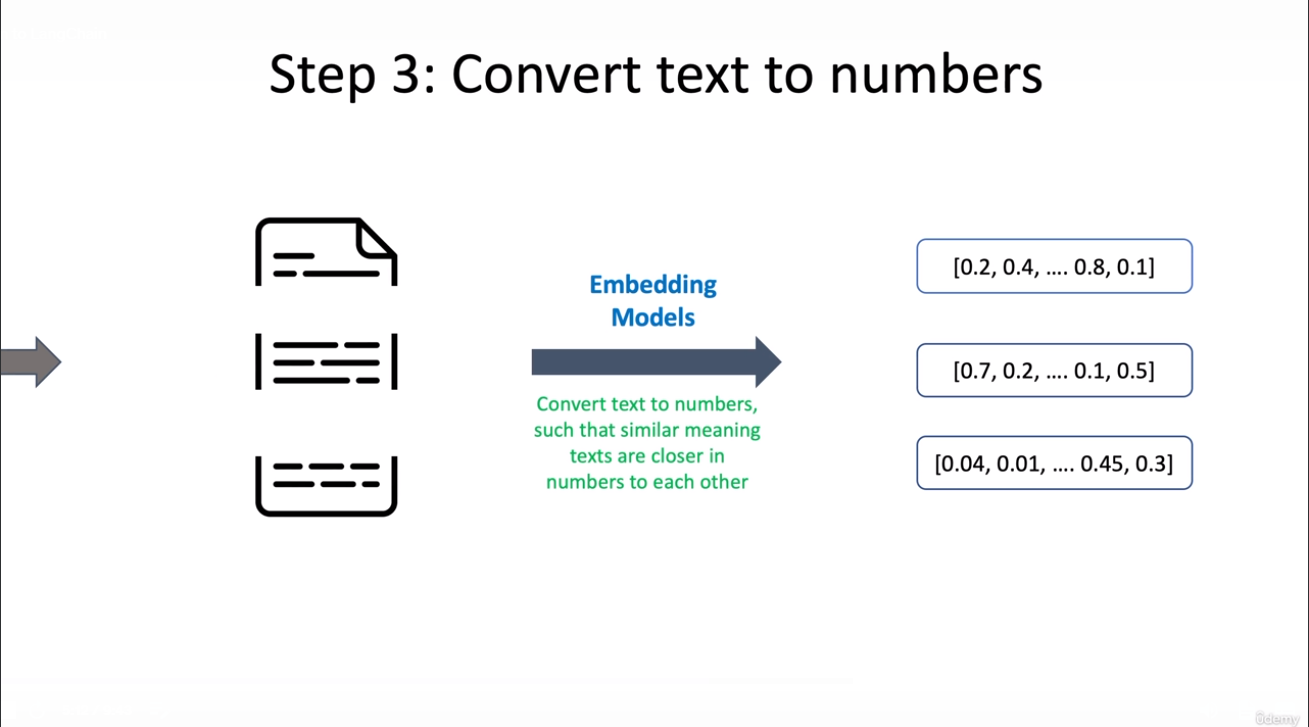 Step 3: Convert text to numbers
Embedding
Models
Convert text to numbers,
such that similar meaning
texts are closer in
numbers to each other
[0.2, 0.4, .... 0.8, 0.1]
[0.7, 0.2, .... 0.1, 0.5]
[0.04, 0.01, .... 0.45, 0.3]
ûdemy